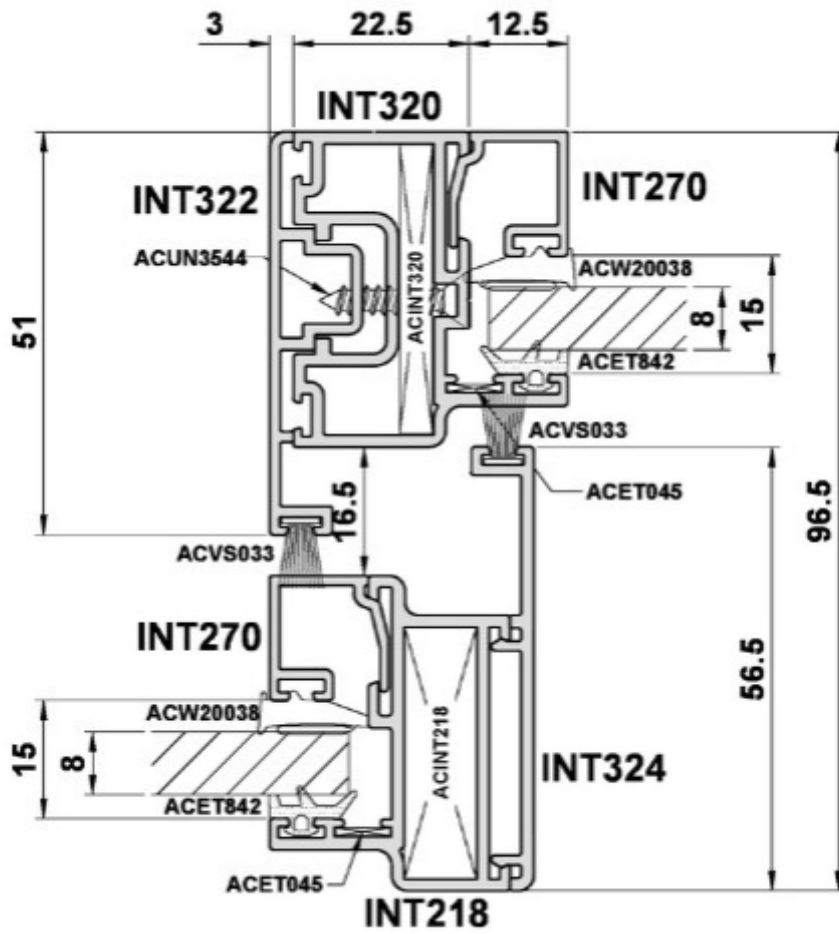 3 22.5 12.5
INT320
INT322
INT270
ACUN3544
ACW20038
ACINT320
51
8
15
ACET842
ACVS033
ACET045
16.5
96.5
ACVS033
INT270
56.5
ACW20038
ACINT218
15
8
INT324
ACET842
ACET045
INT218